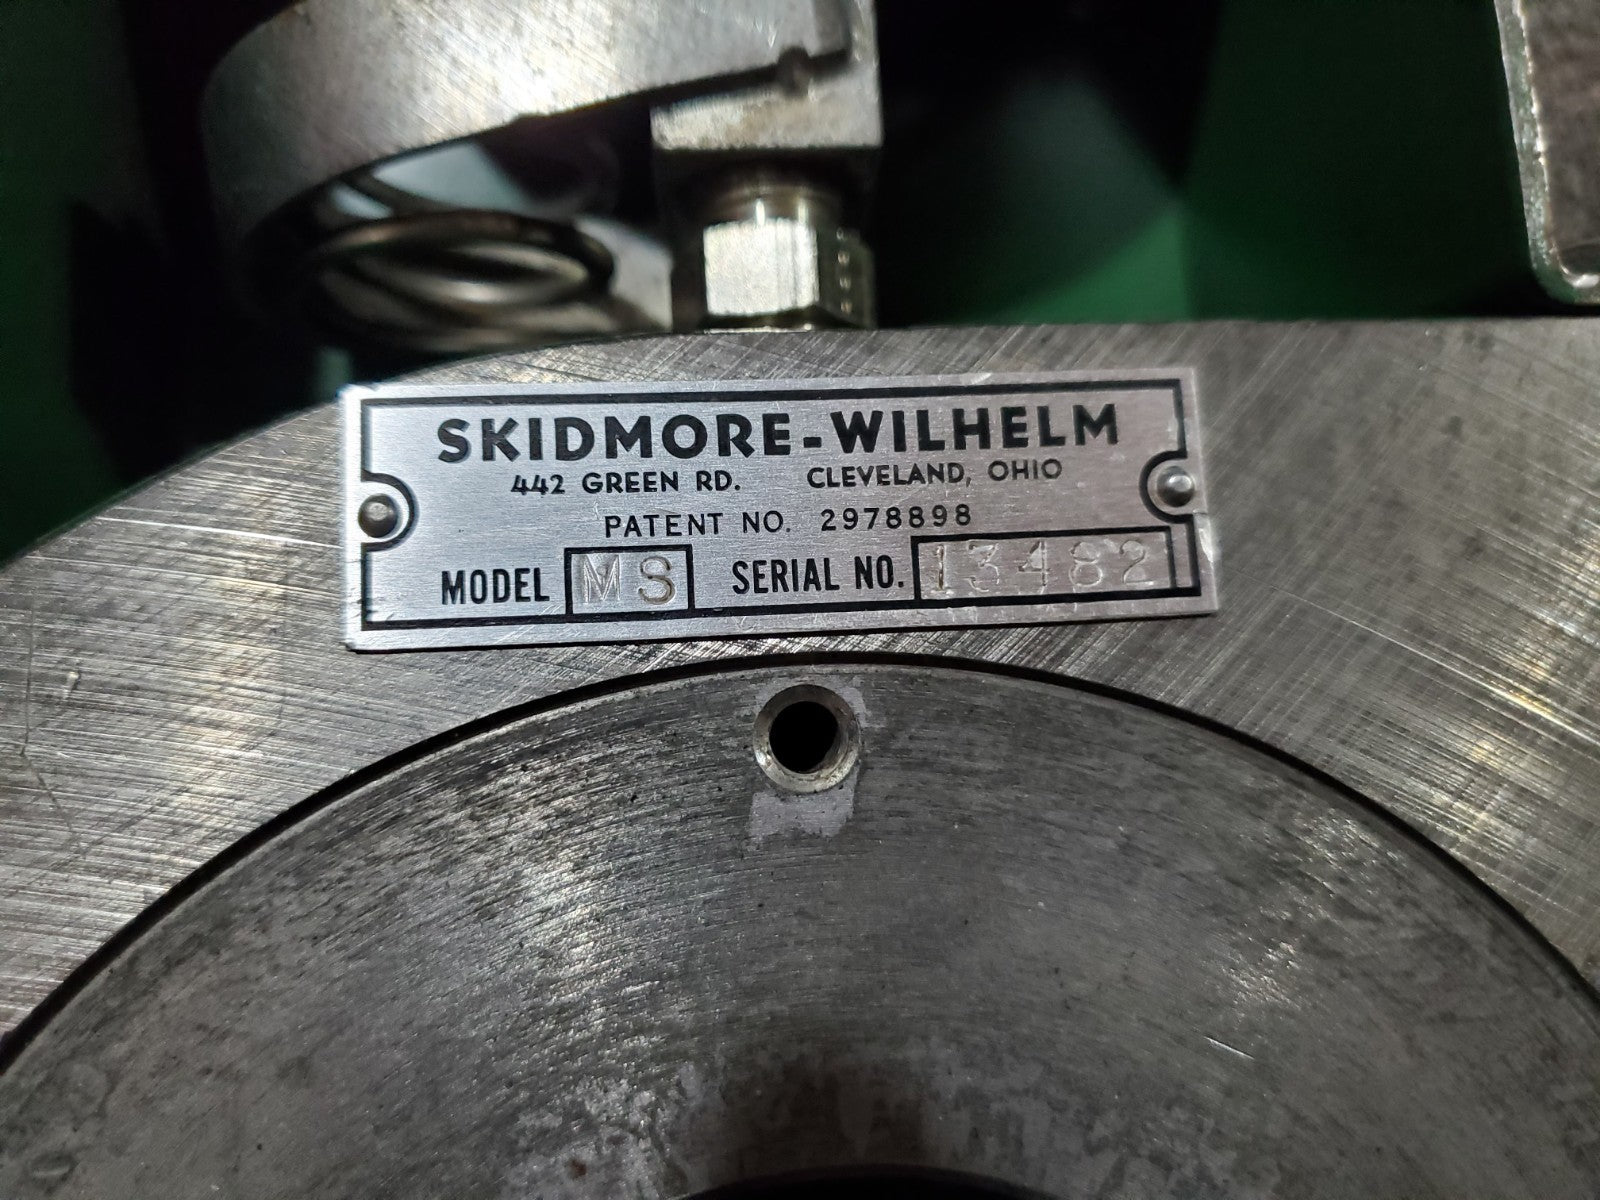 SKIDMORE-WILHELM
442 GREEN RD. CLEVELAND, OHIO
PATENT NO. 2978898
MODEL MS SERIAL NO. 13482